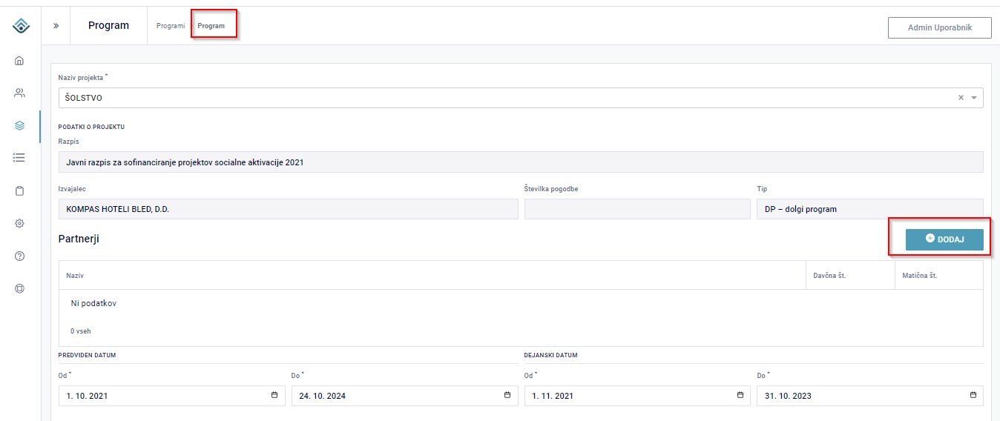 Program
Programi
Program
Admin Uporabnik
Naziv projekta *
ŠOLSTVO
PODATKI O PROJEKTU
Razpis
Javni razpis za sofinanciranje projektov socialne aktivacije 2021
Izvajalec
Številka pogodbe
Tip
KOMPAS HOTELI BLED, D.D.
DP – dolgi program
Partnerji
DODAJ
Naziv
Davčna št.
Matična št.
Ni podatkov
0 vseh
PREDVIDEN DATUM
DEJANSKI DATUM
Od *
Do *
Od *
Do *
1. 10. 2021
24. 10. 2024
1. 11. 2021
31. 10. 2023